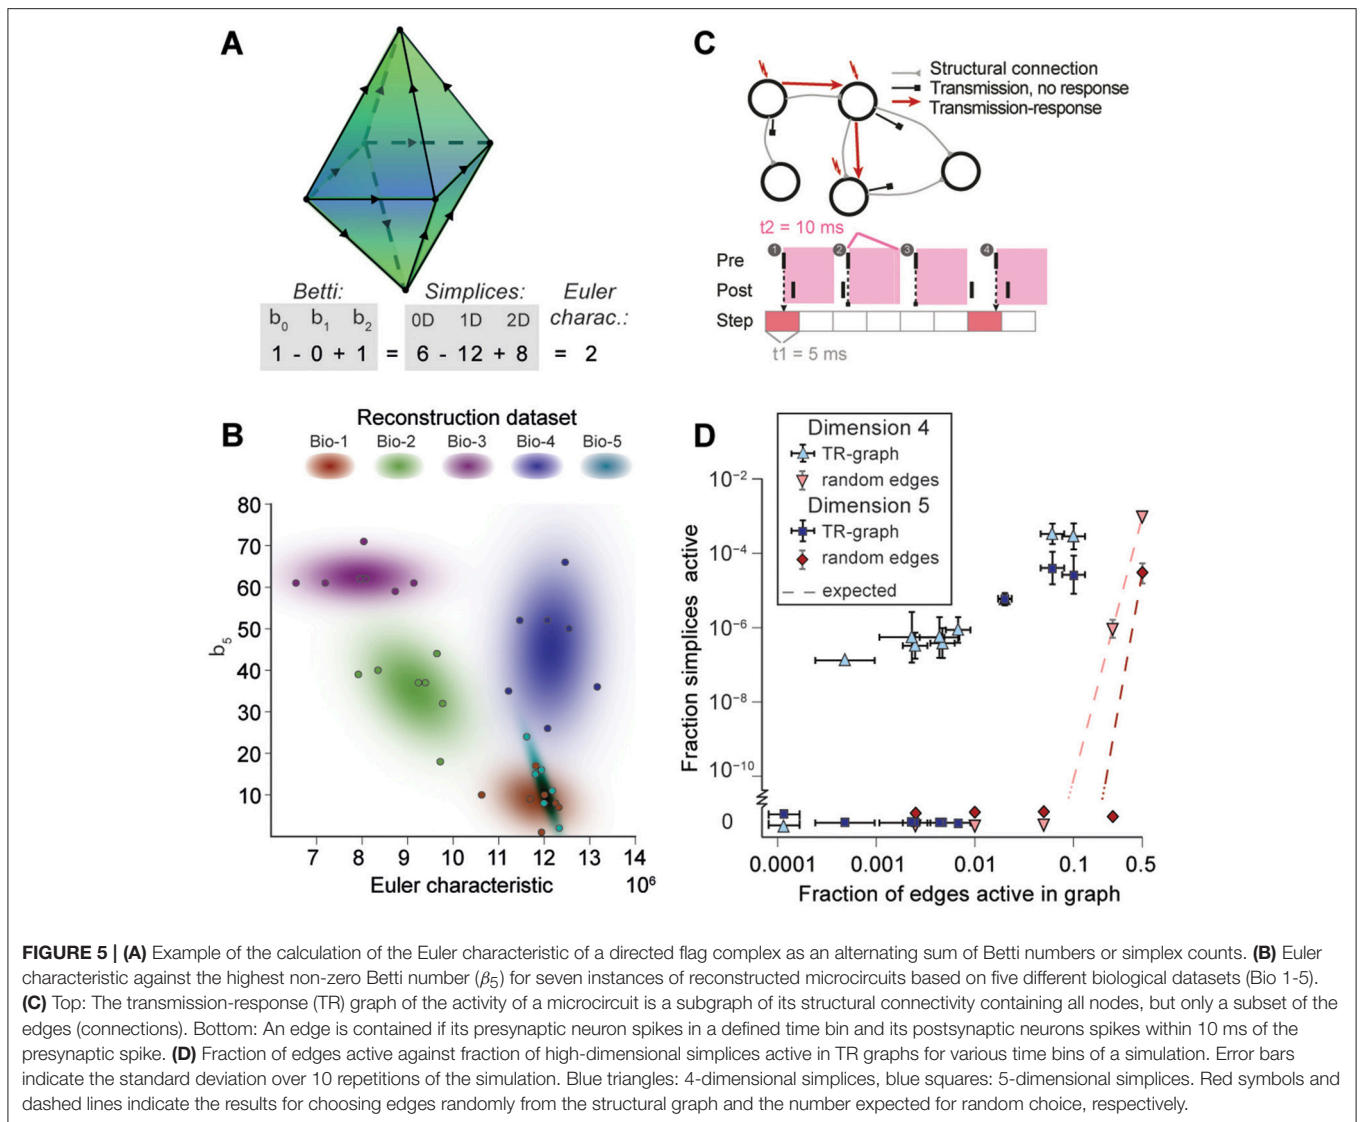 A
Betti: Simplices: Euler
charac.:
b0 b1 b2 0D 1D 2D
1 - 0 + 1 = 6 - 12 + 8 = 2
C
Structural connection
Transmission, no response
Transmission-response
t2 = 10 ms
1 2 3 4
Pre
Post
Step
t1 = 5 ms
B
Reconstruction dataset
Bio-1 Bio-2 Bio-3 Bio-4 Bio-5
80
70
60
50
40
30
20
10
b5
7 8 9 10 11 12 13 14
Euler characteristic 10^6
D
Dimension 4
TR-graph
random edges
Dimension 5
TR-graph
random edges
expected
10^−2
10^−4
10^−6
10^−8
10^−10
0
Fraction simplices active
0.0001 0.001 0.01 0.1 0.5
Fraction of edges active in graph
FIGURE 5 | (A) Example of the calculation of the Euler characteristic of a directed flag complex as an alternating sum of Betti numbers or simplex counts. (B) Euler
characteristic against the highest non-zero Betti number (β5) for seven instances of reconstructed microcircuits based on five different biological datasets (Bio 1-5).
(C) Top: The transmission-response (TR) graph of the activity of a microcircuit is a subgraph of its structural connectivity containing all nodes, but only a subset of the
edges (connections). Bottom: An edge is contained if its presynaptic neuron spikes in a defined time bin and its postsynaptic neurons spikes within 10 ms of the
presynaptic spike. (D) Fraction of edges active against fraction of high-dimensional simplices active in TR graphs for various time bins of a simulation. Error bars
indicate the standard deviation over 10 repetitions of the simulation. Blue triangles: 4-dimensional simplices, blue squares: 5-dimensional simplices. Red symbols and
dashed lines indicate the results for choosing edges randomly from the structural graph and the number expected for random choice, respectively.